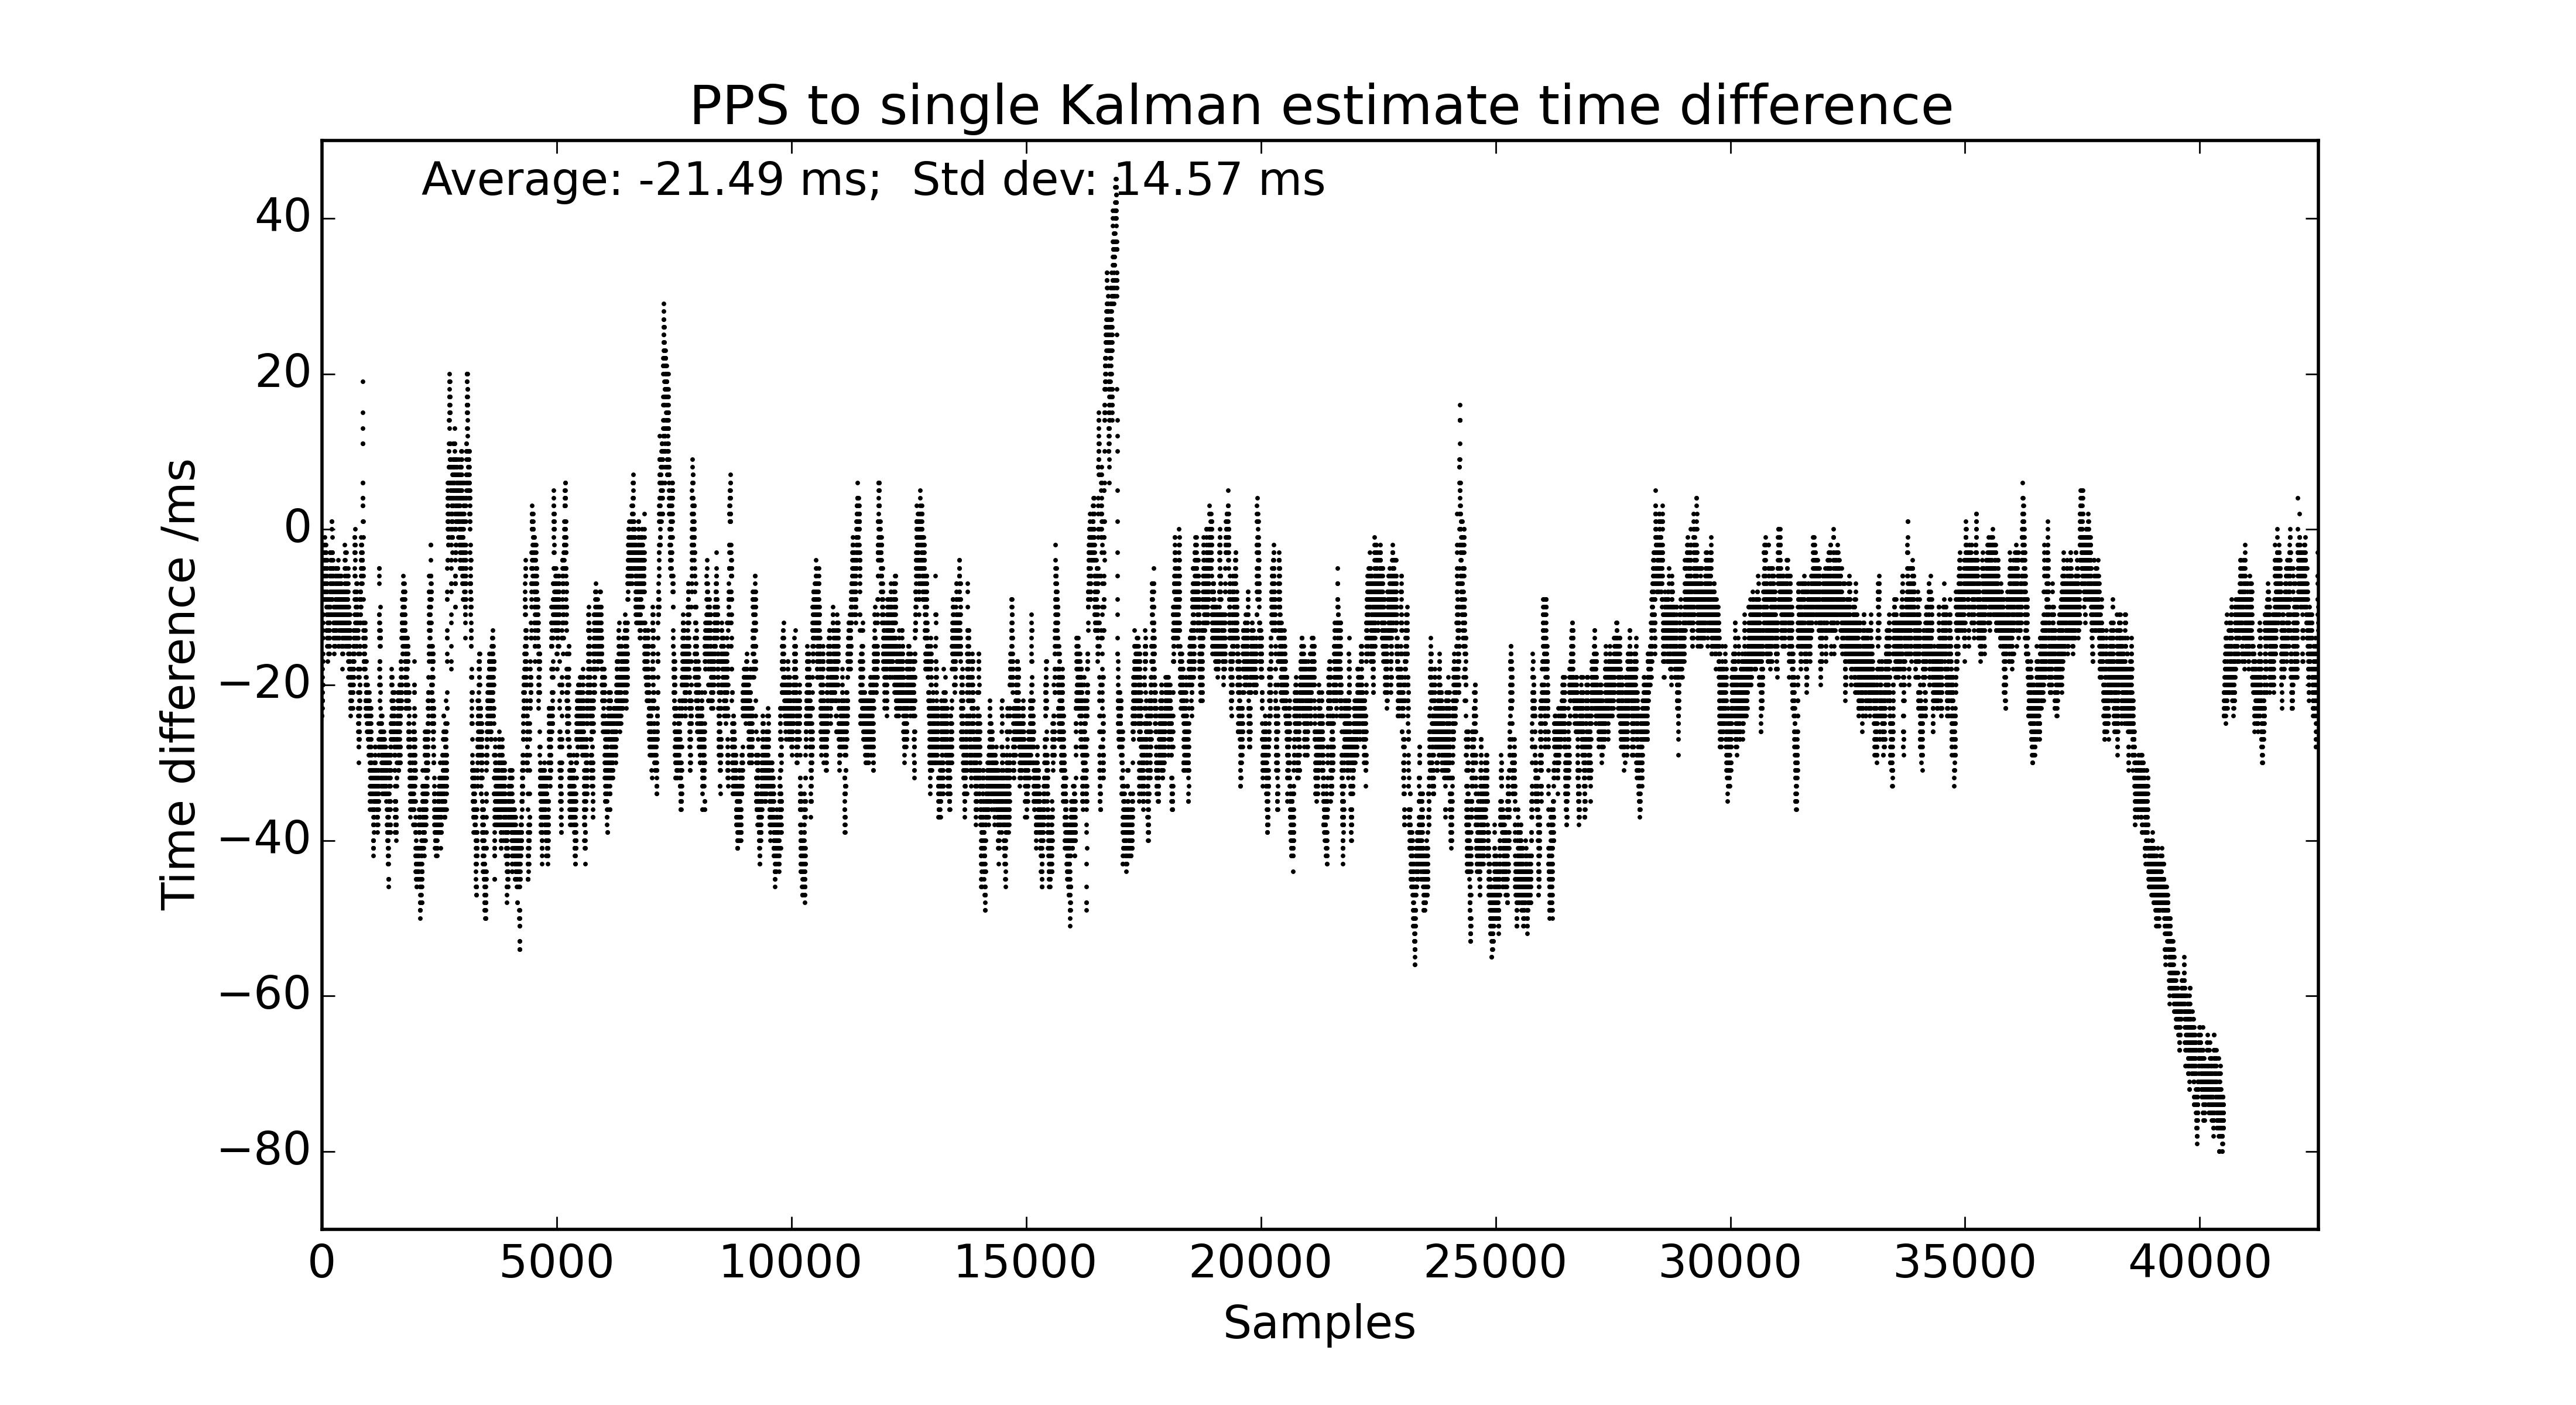 PPS to single Kalman estimate time difference
Average: -21.49 ms;  Std dev: 14.57 ms
40
20
0
−20
−40
−60
−80
Time difference /ms
0 5000 10000 15000 20000 25000 30000 35000 40000
Samples